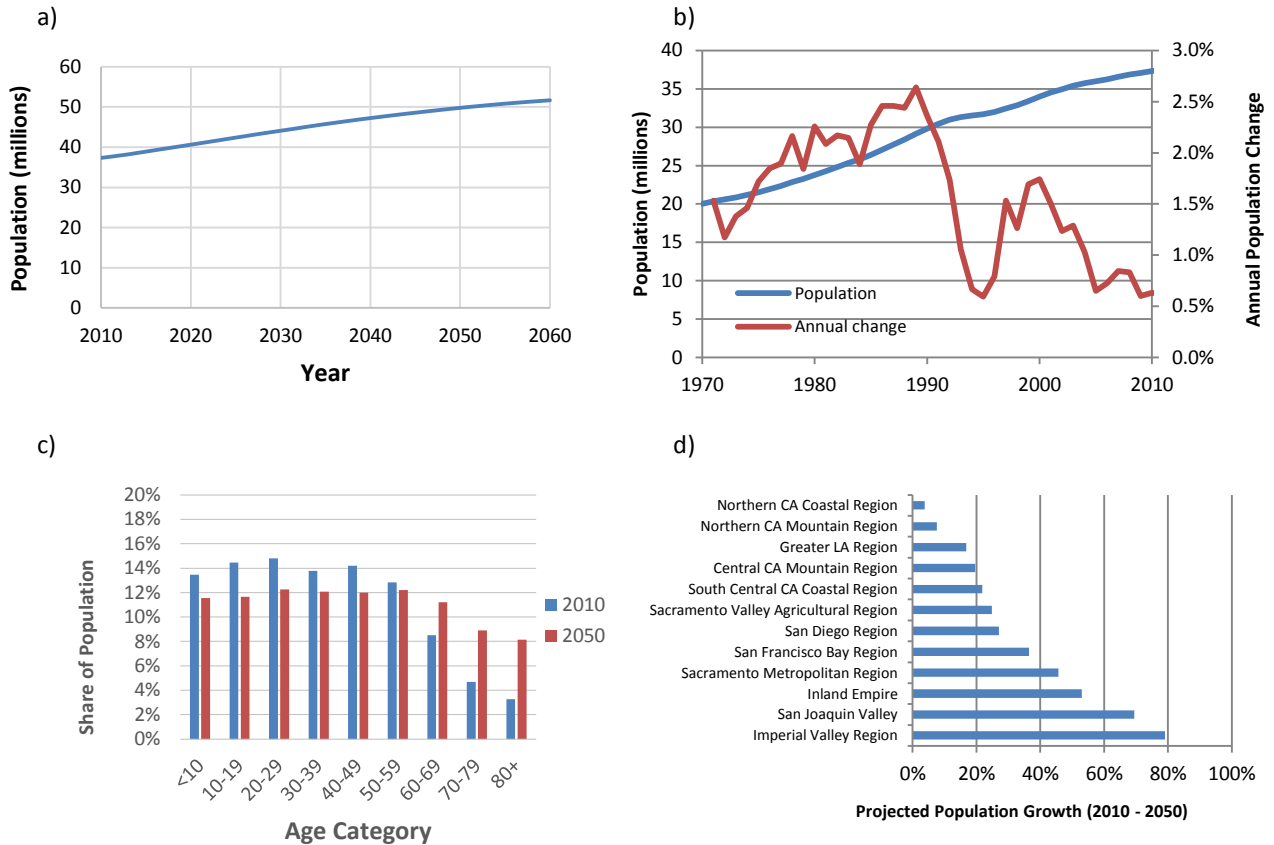 a)
Population (millions)
60
50
40
30
20
10
0
2010 2020 2030 2040 2050 2060
Year
b)
Population (millions)
40
35
30
25
20
15
10
5
0
3.0%
2.5%
2.0%
1.5%
1.0%
0.5%
0.0%
Annual Population Change
Population
Annual change
1970 1980 1990 2000 2010
c)
Share of Population
20%
18%
16%
14%
12%
10%
8%
6%
4%
2%
0%
2010
2050
<10 10-19 20-29 30-39 40-49 50-59 60-69 70-79 80+
Age Category
d)
Northern CA Coastal Region
Northern CA Mountain Region
Greater LA Region
Central CA Mountain Region
South Central CA Coastal Region
Sacramento Valley Agricultural Region
San Diego Region
San Francisco Bay Region
Sacramento Metropolitan Region
Inland Empire
San Joaquin Valley
Imperial Valley Region
0% 20% 40% 60% 80% 100%
Projected Population Growth (2010 - 2050)